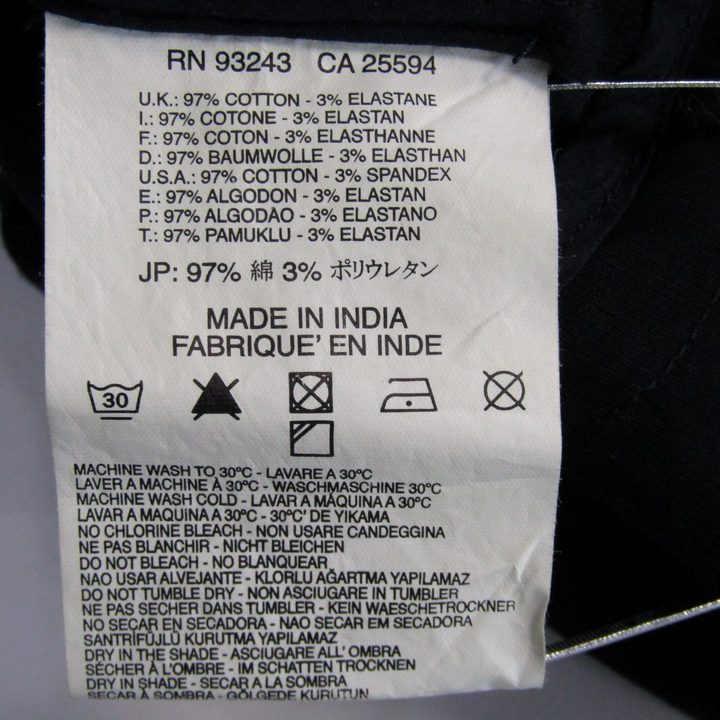 RN 93243 CA 25594
U.K.: 97% COTTON - 3% ELASTANE
I.: 97% COTONE - 3% ELASTAN
F.: 97% COTON - 3% ELASTHANNE
D.: 97% BAUMWOLLE - 3% ELASTHAN
U.S.A.: 97% COTTON - 3% SPANDEX
E.: 97% ALGODON - 3% ELASTAN
P.: 97% ALGODÃO - 3% ELASTANO
T.: 97% PAMUKLU - 3% ELASTAN
JP: 97% 綿 3% ポリウレタン
MADE IN INDIA
FABRIQUE' EN INDE
30
MACHINE WASH TO 30°C - LAVARE A 30°C
LAVER A MACHINE À 30°C - WASCHMASCHINE 30°C
MACHINE WASH COLD - LAVAR A MÁQUINA A 30°C
LAVAR A MAQUINA A 30°C - 30°C' DE YIKAMA
NO CHLORINE BLEACH - NON USARE CANDEGGINA
NE PAS BLANCHIR - NICHT BLEICHEN
DO NOT BLEACH - NO BLANQUEAR
NAO USAR ALVEJANTE - KLORLU AĞARTMA YAPILAMAZ
DO NOT TUMBLE DRY - NON ASCIUGARE IN TUMBLER
NE PAS SECHER DANS TUMBLER - KEIN WAESCHETROCKNER
NO SECAR EN SECADORA - NAO SECAR EM SECADORA
SANTRİFÜJLÜ KURUTMA YAPILAMAZ
DRY IN THE SHADE - ASCIUGARE ALL' OMBRA
SÉCHER À L'OMBRE - IM SCHATTEN TROCKNEN
DRY IN SHADE - SECAR A LA SOMBRA
SECAR À SOMBRA - GÖLGEDE KURUTUN